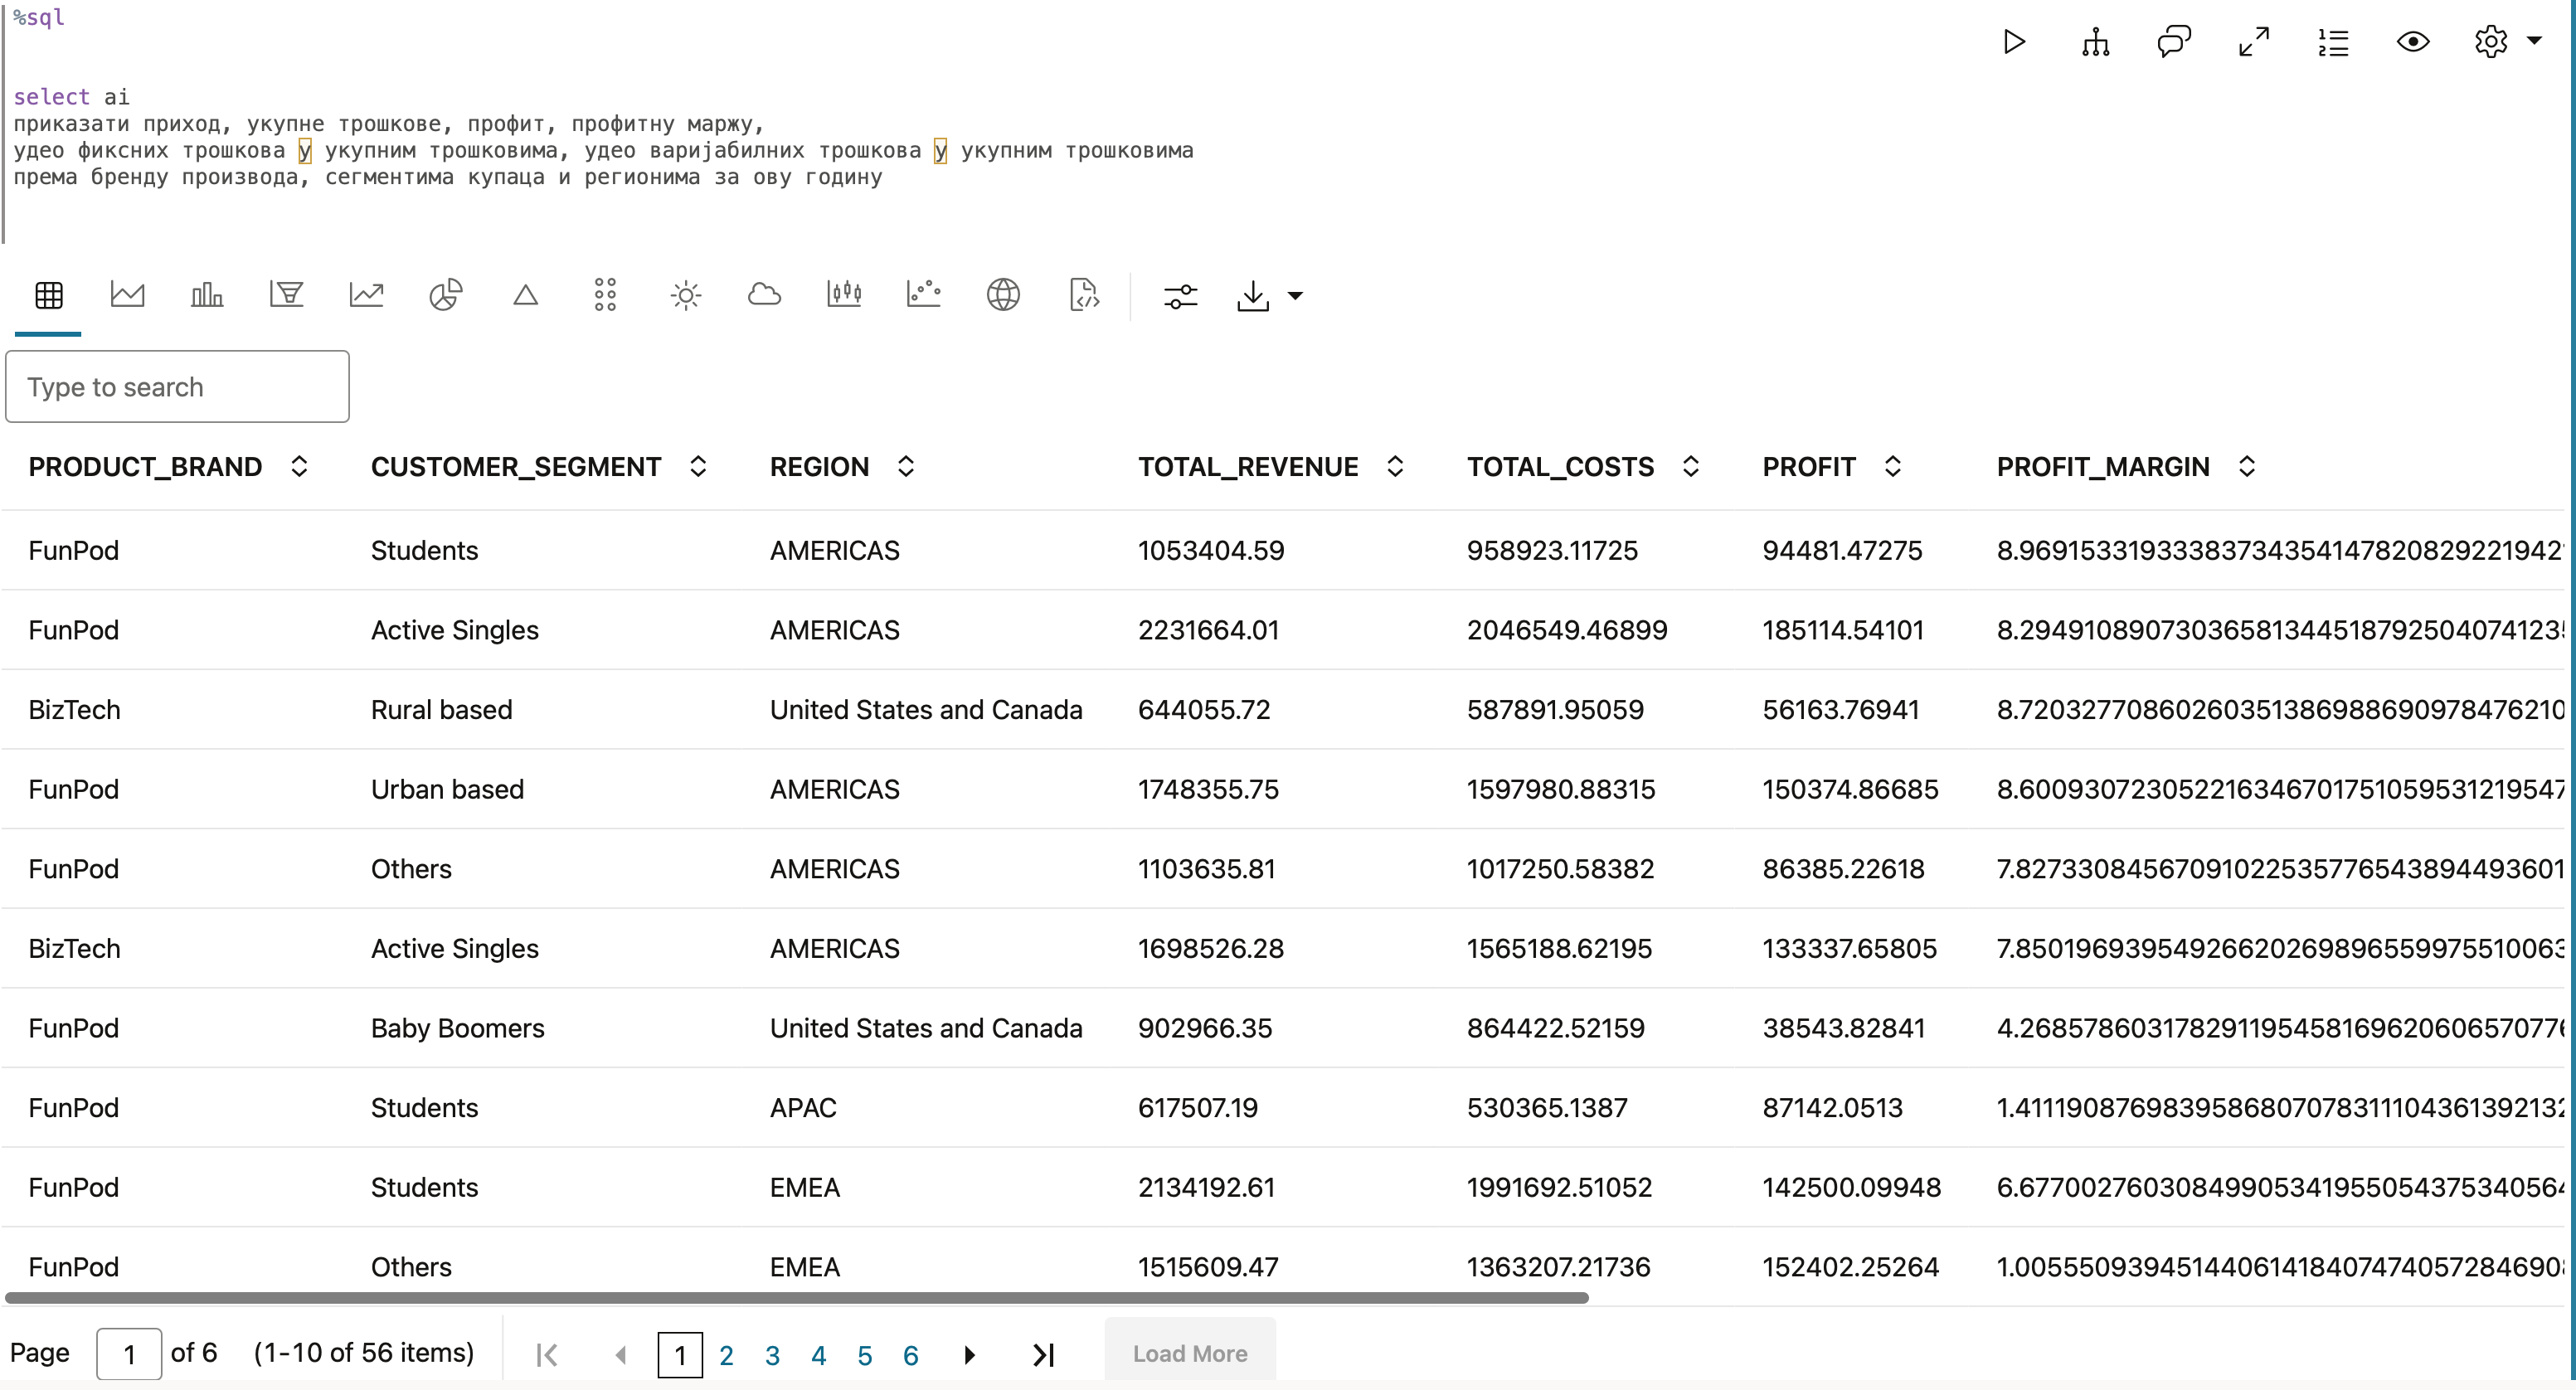 %sql
select ai
приказати приход, укупне трошкове, профит, профитну маржу,
удео фиксних трошкова у укупним трошковима, удео варијабилних трошкова у укупним трошковима
према бренду производа, сегментима купаца и регионима за ову годину
Type to search
PRODUCT_BRAND CUSTOMER_SEGMENT REGION TOTAL_REVENUE TOTAL_COSTS PROFIT PROFIT_MARGIN
FunPod Students AMERICAS 1053404.59 958923.11725 94481.47275 8.96915331933383734354147820829221942
FunPod Active Singles AMERICAS 2231664.01 2046549.46899 185114.54101 8.29491089073036581344518792504074123
BizTech Rural based United States and Canada 644055.72 587891.95059 56163.76941 8.72032770860260351386988690978476210
FunPod Urban based AMERICAS 1748355.75 1597980.88315 150374.86685 8.600930723052216346701751059531219547
FunPod Others AMERICAS 1103635.81 1017250.58382 86385.22618 7.82733084567091022535776543894493601
BizTech Active Singles AMERICAS 1698526.28 1565188.62195 133337.65805 7.85019693954926620269896559975510063
FunPod Baby Boomers United States and Canada 902966.35 864422.52159 38543.82841 4.26857860317829119545816962060657077
FunPod Students APAC 617507.19 530365.1387 87142.0513 1.4111908769839586807078311104361392132
FunPod Students EMEA 2134192.61 1991692.51052 142500.09948 6.67700276030849905341955054375340564
FunPod Others EMEA 1515609.47 1363207.21736 152402.25264 1.00555093945144061418407474057284690
Page 1 of 6 (1-10 of 56 items) 1 2 3 4 5 6 Load More